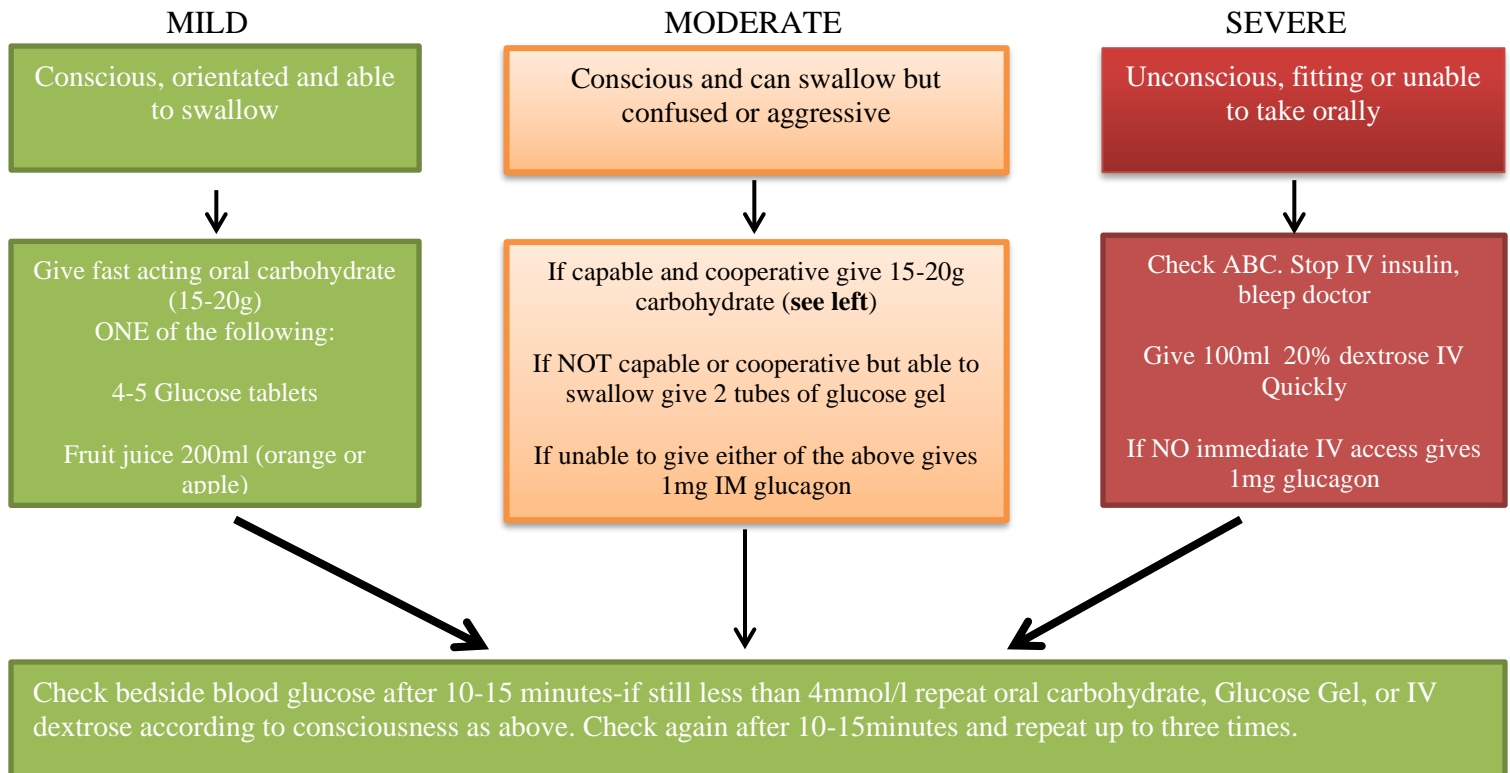 MILD
Conscious, orientated and able
to swallow
Give fast acting oral carbohydrate
(15-20g)
ONE of the following:
4-5 Glucose tablets
Fruit juice 200ml (orange or
apple)
MODERATE
Conscious and can swallow but
confused or aggressive
If capable and cooperative give 15-20g
carbohydrate (see left)
If NOT capable or cooperative but able to
swallow give 2 tubes of glucose gel
If unable to give either of the above gives
1mg IM glucagon
SEVERE
Unconscious, fitting or unable
to take orally
Check ABC. Stop IV insulin,
bleep doctor
Give 100ml 20% dextrose IV
Quickly
If NO immediate IV access gives
1mg glucagon
Check bedside blood glucose after 10-15 minutes-if still less than 4mmol/l repeat oral carbohydrate, Glucose Gel, or IV
dextrose according to consciousness as above. Check again after 10-15minutes and repeat up to three times.